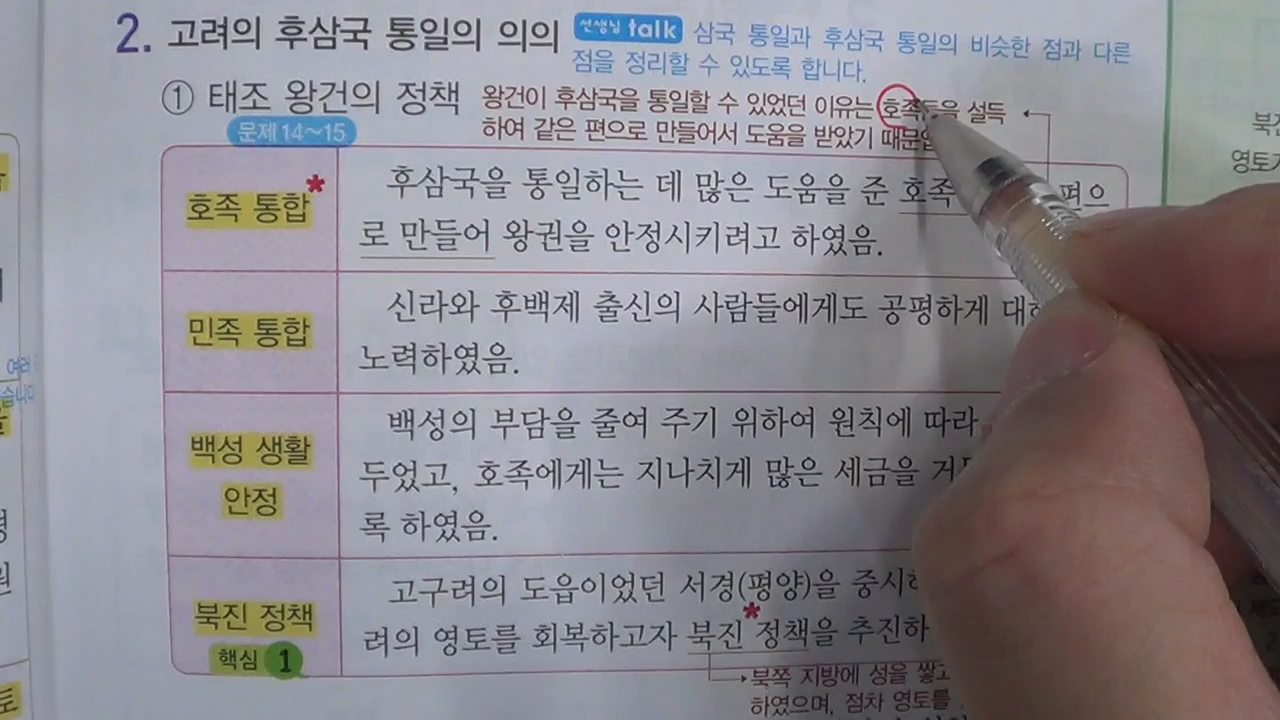 2. 고려의 후삼국 통일의 의의
선생님 talk 삼국 통일과 후삼국 통일의 비슷한 점과 다른
점을 정리할 수 있도록 합니다.
① 태조 왕건의 정책
문제 14~15
왕건이 후삼국을 통일할 수 있었던 이유는 호족들을 설득
하여 같은 편으로 만들어서 도움을 받았기
호족 통합*
후삼국을 통일하는 데 많은 도움을 준 호족 편으
로 만들어 왕권을 안정시키려고 하였음.
민족 통합
신라와 후백제 출신의 사람들에게도 공평하게
노력하였음.
백성 생활
안정
백성의 부담을 줄여 주기 위하여 원칙에 따라
두었고, 호족에게는 지나치게 많은 세금을
록 하였음.
북진 정책
핵심 1
고구려의 도읍이었던 서경(평양)을
려의 영토를 회복하고자 북진*정책을
북쪽 지방에 성을
하였으며, 점차 영토를